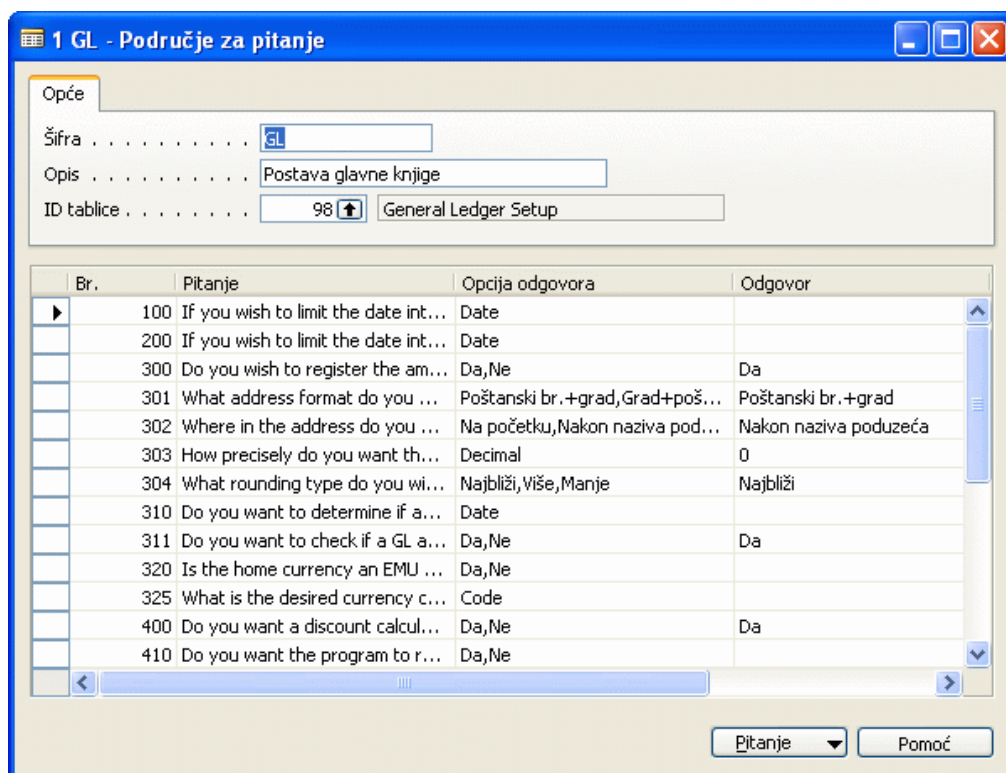 1 GL - Područje za pitanje
Opće
Šifra . . . . . . . . . . GL
Opis . . . . . . . . . . Postava glavne knjige
ID tablice . . . . . . . . 98 General Ledger Setup
Br. Pitanje Opcija odgovora Odgovor
100 If you wish to limit the date int... Date
200 If you wish to limit the date int... Date
300 Do you wish to register the am... Da,Ne Da
301 What address format do you ... Poštanski br.+grad,Grad+poš... Poštanski br.+grad
302 Where in the address do you ... Na početku,Nakon naziva pod... Nakon naziva poduzeća
303 How precisely do you want th... Decimal 0
304 What rounding type do you wi... Najbliži,Više,Manje Najbliži
310 Do you want to determine if a... Date
311 Do you want to check if a GL a... Da,Ne Da
320 Is the home currency an EMU ... Da,Ne
325 What is the desired currency c... Code
400 Do you want a discount calcul... Da,Ne Da
410 Do you want the program to r... Da,Ne
Pitanje Pomoć